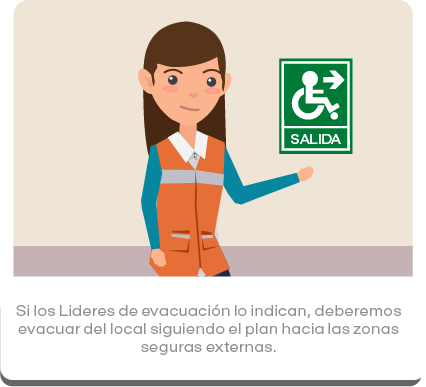 SALIDA
Si los Lideres de evacuación lo indican, deberemos
evacuar del local siguiendo el plan hacia las zonas
seguras externas.